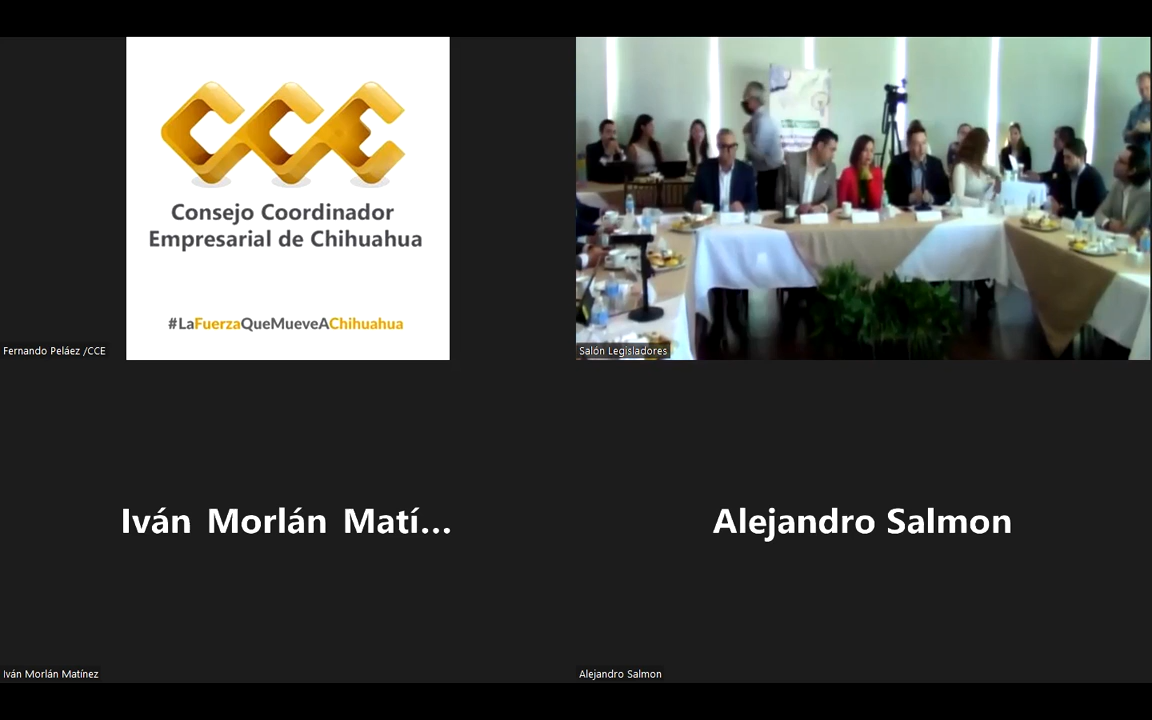 CCE
Consejo Coordinador
Empresarial de Chihuahua
#LaFuerzaQueMueveAChihuahua
Fernando Peláez /CCE
Salón Legisladores
Iván Morlán Matí...
Alejandro Salmon
Iván Morlán Matínez
Alejandro Salmon